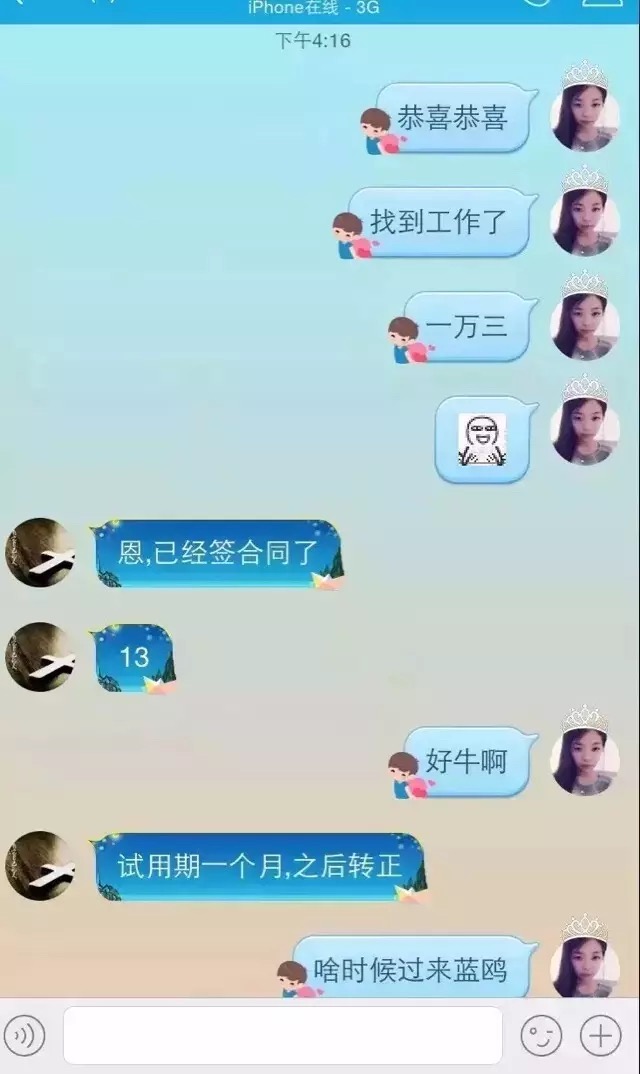 iPhone在线 - 3G
下午4:16
恭喜恭喜
找到工作了
一万三
恩,已经签合同了
13
好牛啊
试用期一个月,之后转正
啥时候过来蓝鸥